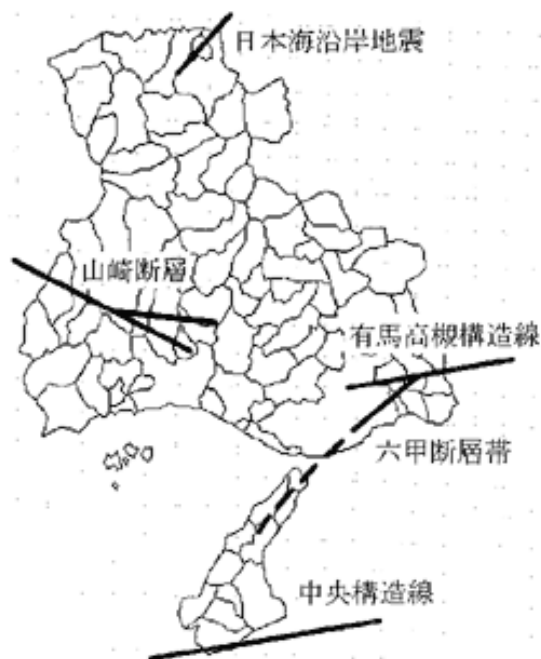 日本海沿岸地震
山崎断層
有馬高槻構造線
六甲断層帯
中央構造線